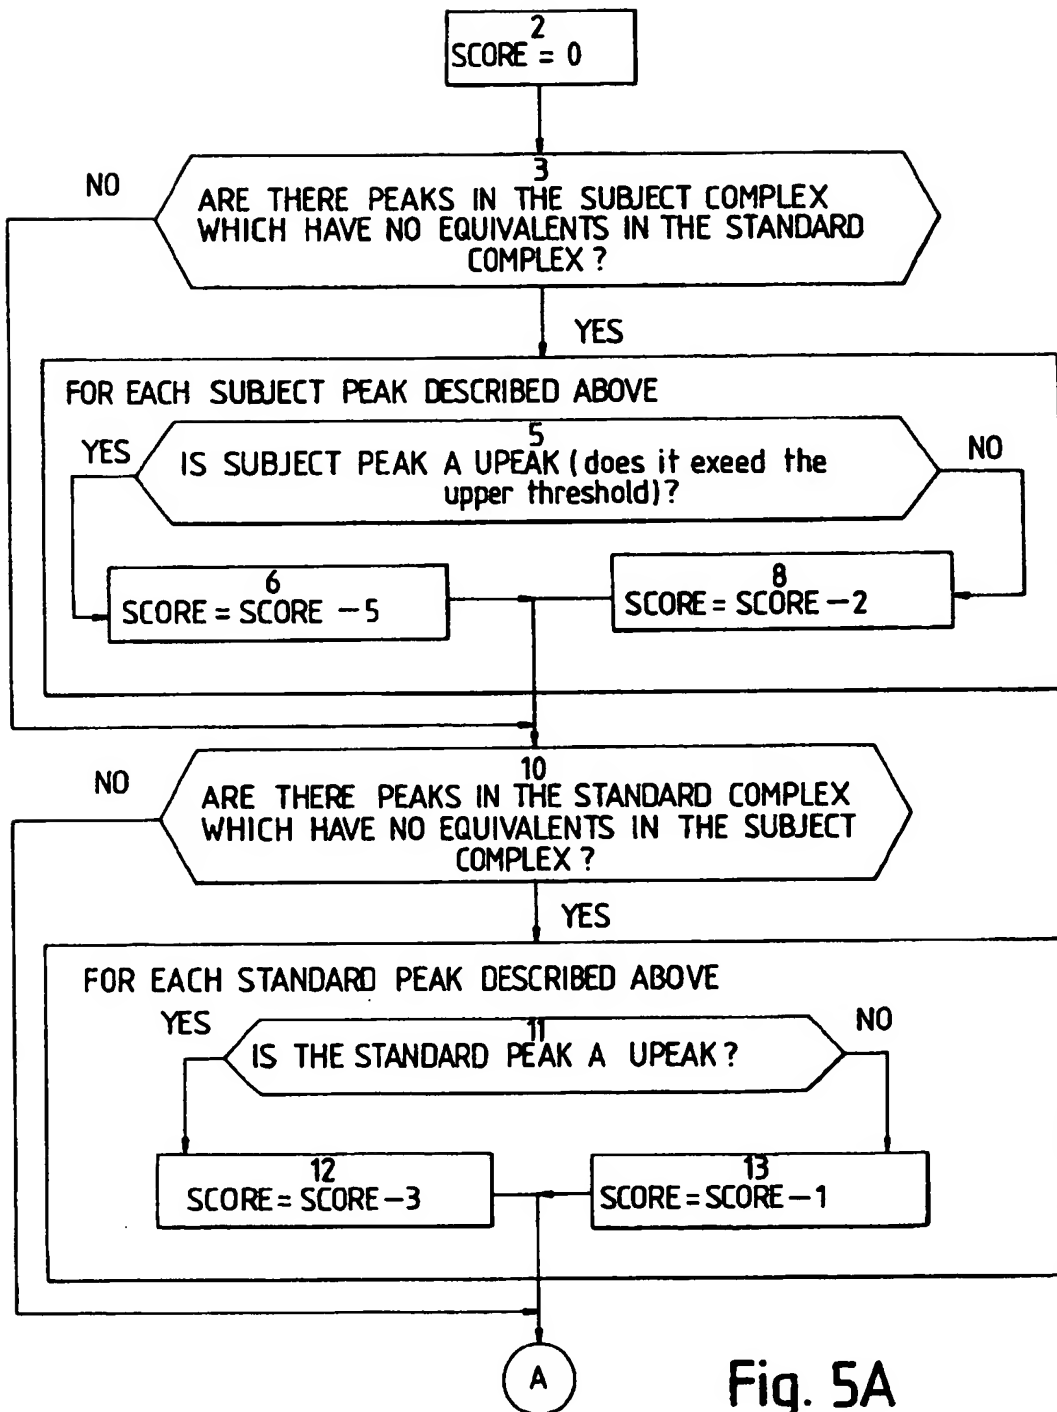 2
SCORE = 0
3
NO
ARE THERE PEAKS IN THE SUBJECT COMPLEX
WHICH HAVE NO EQUIVALENTS IN THE STANDARD
COMPLEX ?
YES
FOR EACH SUBJECT PEAK DESCRIBED ABOVE
5
YES
NO
IS SUBJECT PEAK A UPEAK (does it exeed the
upper threshold)?
6
SCORE = SCORE -5
8
SCORE = SCORE -2
10
NO
ARE THERE PEAKS IN THE STANDARD COMPLEX
WHICH HAVE NO EQUIVALENTS IN THE SUBJECT
COMPLEX ?
YES
FOR EACH STANDARD PEAK DESCRIBED ABOVE
YES
11
NO
IS THE STANDARD PEAK A UPEAK ?
12
SCORE = SCORE -3
13
SCORE = SCORE -1
A
Fig. 5A